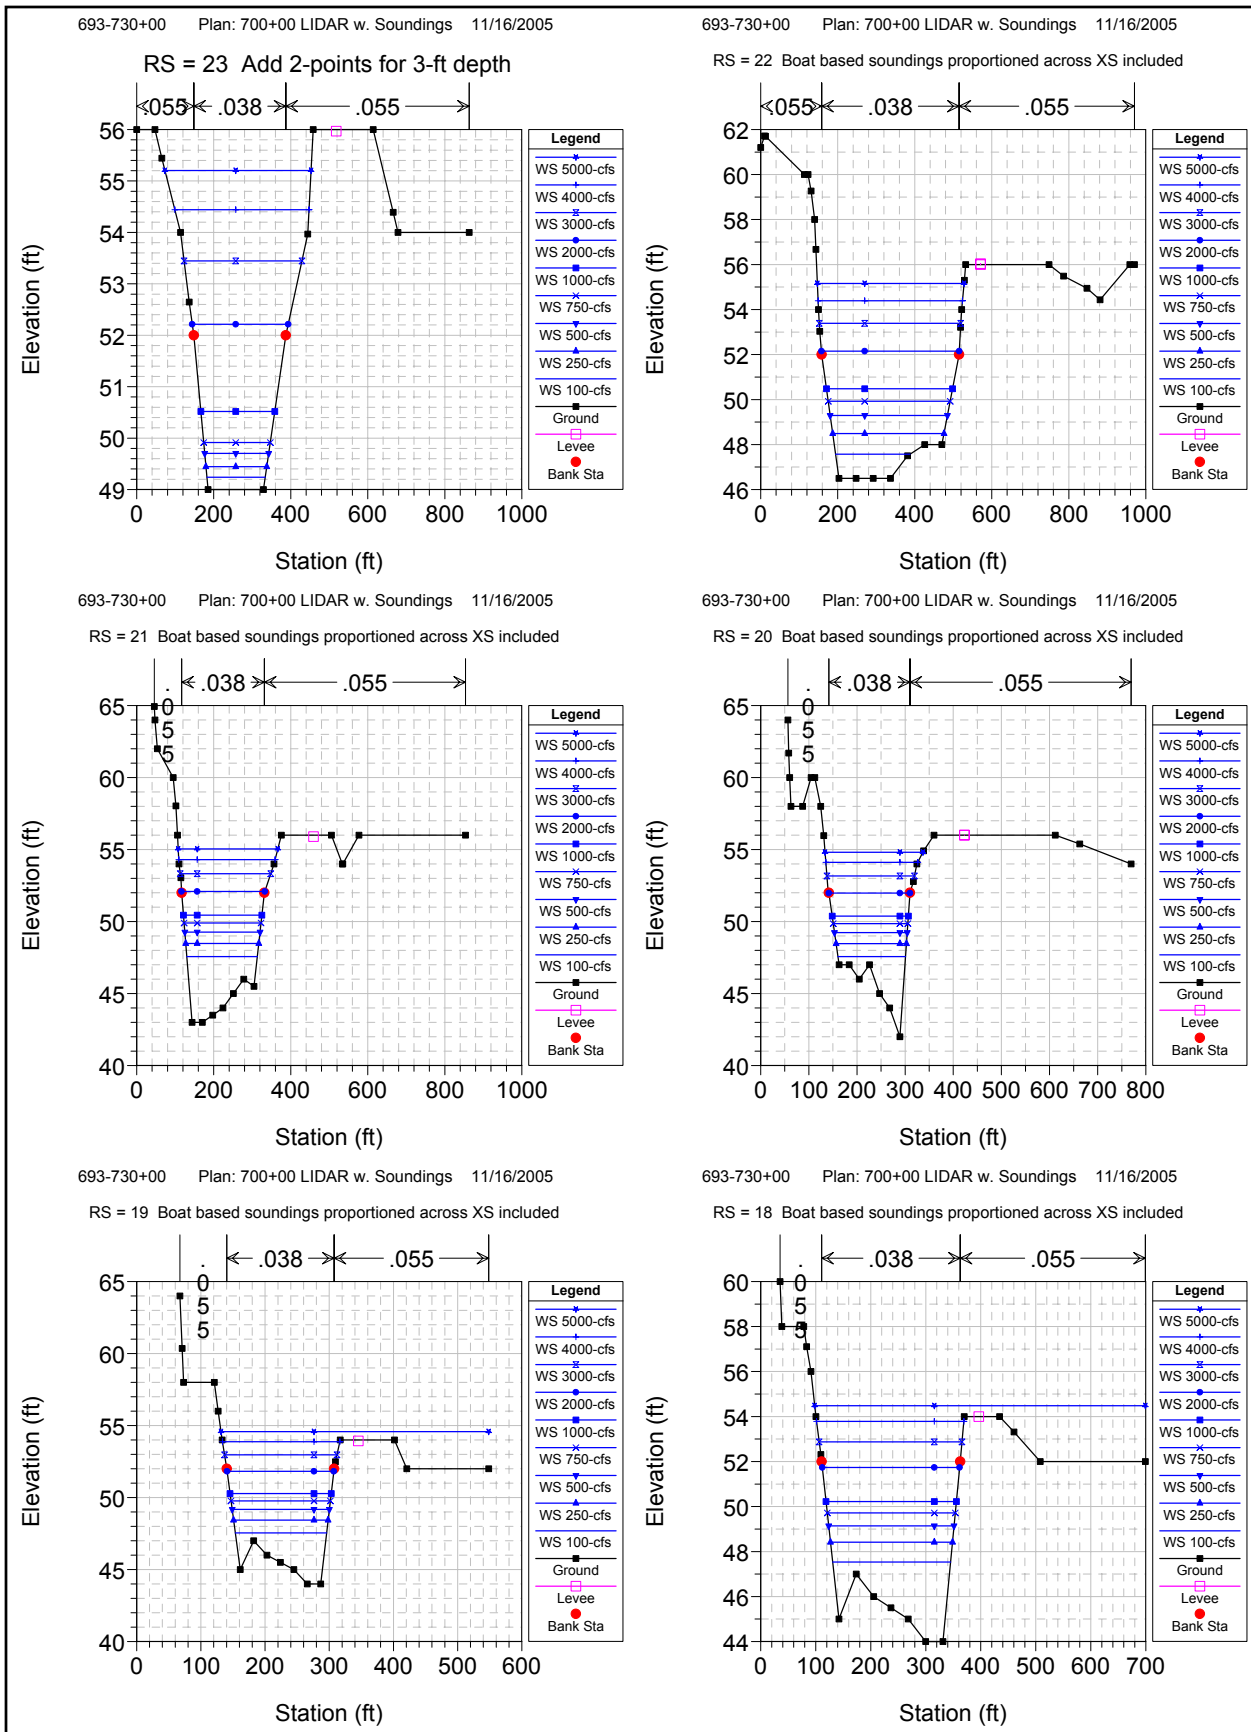 693-730+00 Plan: 700+00 LIDAR w. Soundings 11/16/2005
RS = 23 Add 2-points for 3-ft depth
.055 .038 .055
56
55
54
53
52
51
50
49
Elevation (ft)
0 200 400 600 800 1000
Station (ft)
Legend
WS 5000-cfs
WS 4000-cfs
WS 3000-cfs
WS 2000-cfs
WS 1000-cfs
WS 750-cfs
WS 500-cfs
WS 250-cfs
WS 100-cfs
Ground
Levee
Bank Sta
693-730+00 Plan: 700+00 LIDAR w. Soundings 11/16/2005
RS = 22 Boat based soundings proportioned across XS included
.055 .038 .055
62
60
58
56
54
52
50
48
46
Elevation (ft)
0 200 400 600 800 1000
Station (ft)
Legend
WS 5000-cfs
WS 4000-cfs
WS 3000-cfs
WS 2000-cfs
WS 1000-cfs
WS 750-cfs
WS 500-cfs
WS 250-cfs
WS 100-cfs
Ground
Levee
Bank Sta
693-730+00 Plan: 700+00 LIDAR w. Soundings 11/16/2005
RS = 21 Boat based soundings proportioned across XS included
.055 .038 .055
65
60
55
50
45
40
Elevation (ft)
0 200 400 600 800 1000
Station (ft)
Legend
WS 5000-cfs
WS 4000-cfs
WS 3000-cfs
WS 2000-cfs
WS 1000-cfs
WS 750-cfs
WS 500-cfs
WS 250-cfs
WS 100-cfs
Ground
Levee
Bank Sta
693-730+00 Plan: 700+00 LIDAR w. Soundings 11/16/2005
RS = 20 Boat based soundings proportioned across XS included
.055 .038 .055
65
60
55
50
45
40
Elevation (ft)
0 100 200 300 400 500 600 700 800
Station (ft)
Legend
WS 5000-cfs
WS 4000-cfs
WS 3000-cfs
WS 2000-cfs
WS 1000-cfs
WS 750-cfs
WS 500-cfs
WS 250-cfs
WS 100-cfs
Ground
Levee
Bank Sta
693-730+00 Plan: 700+00 LIDAR w. Soundings 11/16/2005
RS = 19 Boat based soundings proportioned across XS included
.055 .038 .055
65
60
55
50
45
40
Elevation (ft)
0 100 200 300 400 500 600
Station (ft)
Legend
WS 5000-cfs
WS 4000-cfs
WS 3000-cfs
WS 2000-cfs
WS 1000-cfs
WS 750-cfs
WS 500-cfs
WS 250-cfs
WS 100-cfs
Ground
Levee
Bank Sta
693-730+00 Plan: 700+00 LIDAR w. Soundings 11/16/2005
RS = 18 Boat based soundings proportioned across XS included
.055 .038 .055
60
58
56
54
52
50
48
46
44
Elevation (ft)
0 100 200 300 400 500 600 700
Station (ft)
Legend
WS 5000-cfs
WS 4000-cfs
WS 3000-cfs
WS 2000-cfs
WS 1000-cfs
WS 750-cfs
WS 500-cfs
WS 250-cfs
WS 100-cfs
Ground
Levee
Bank Sta